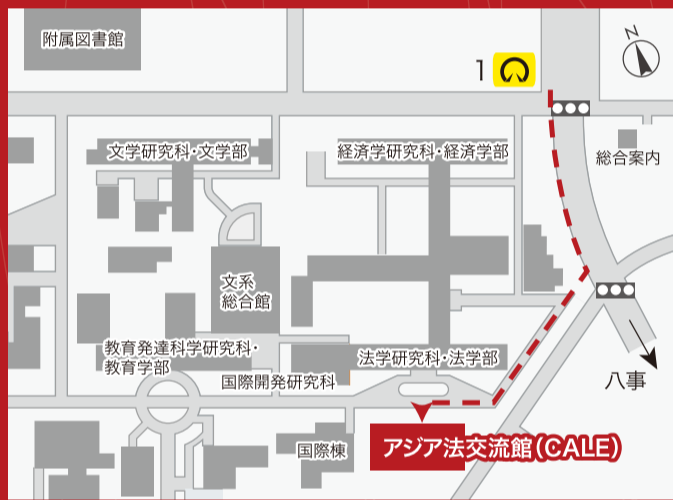 附属図書館
1
N
文学研究科・文学部
経済学研究科・経済学部
総合案内
文系
総合館
教育発達科学研究科・
教育学部
法学研究科・法学部
国際開発研究科
八事
国際棟
アジア法交流館（CALE）